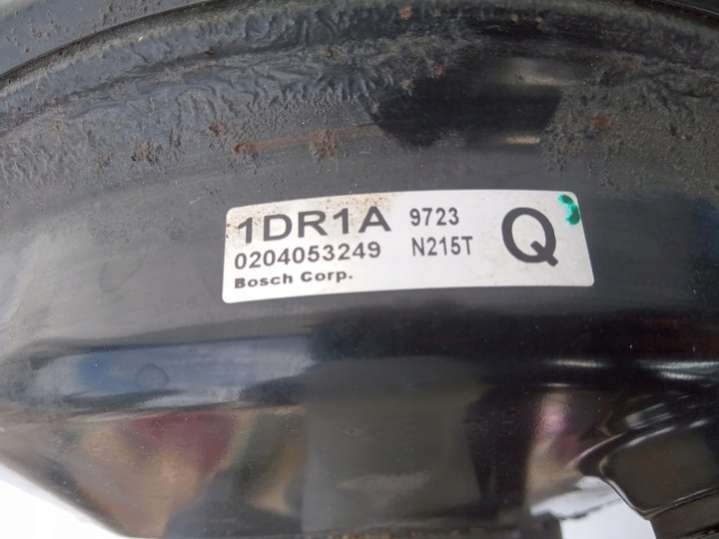 1DR1A 9723
0204053249 N215T Q
Bosch Corp.